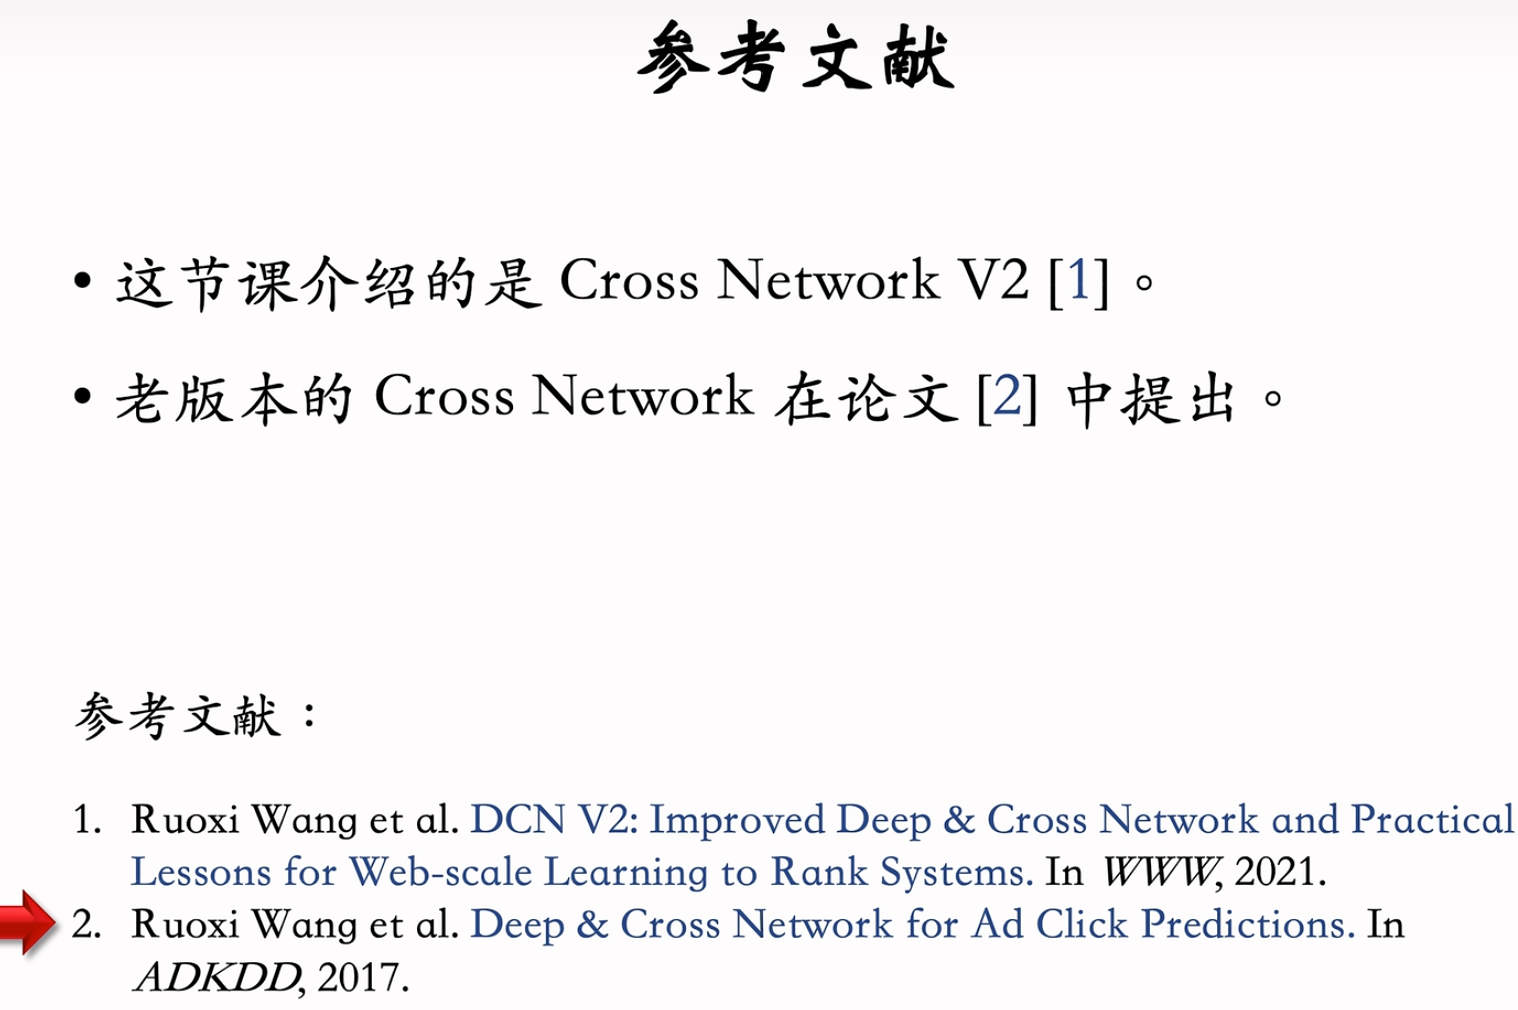 参考文献
• 这节课介绍的是 Cross Network V2 [1]。
• 老版本的 Cross Network 在论文 [2] 中提出。
参考文献：
1. Ruoxi Wang et al. DCN V2: Improved Deep & Cross Network and Practical
Lessons for Web-scale Learning to Rank Systems. In WWW, 2021.
2. Ruoxi Wang et al. Deep & Cross Network for Ad Click Predictions. In
ADKDD, 2017.